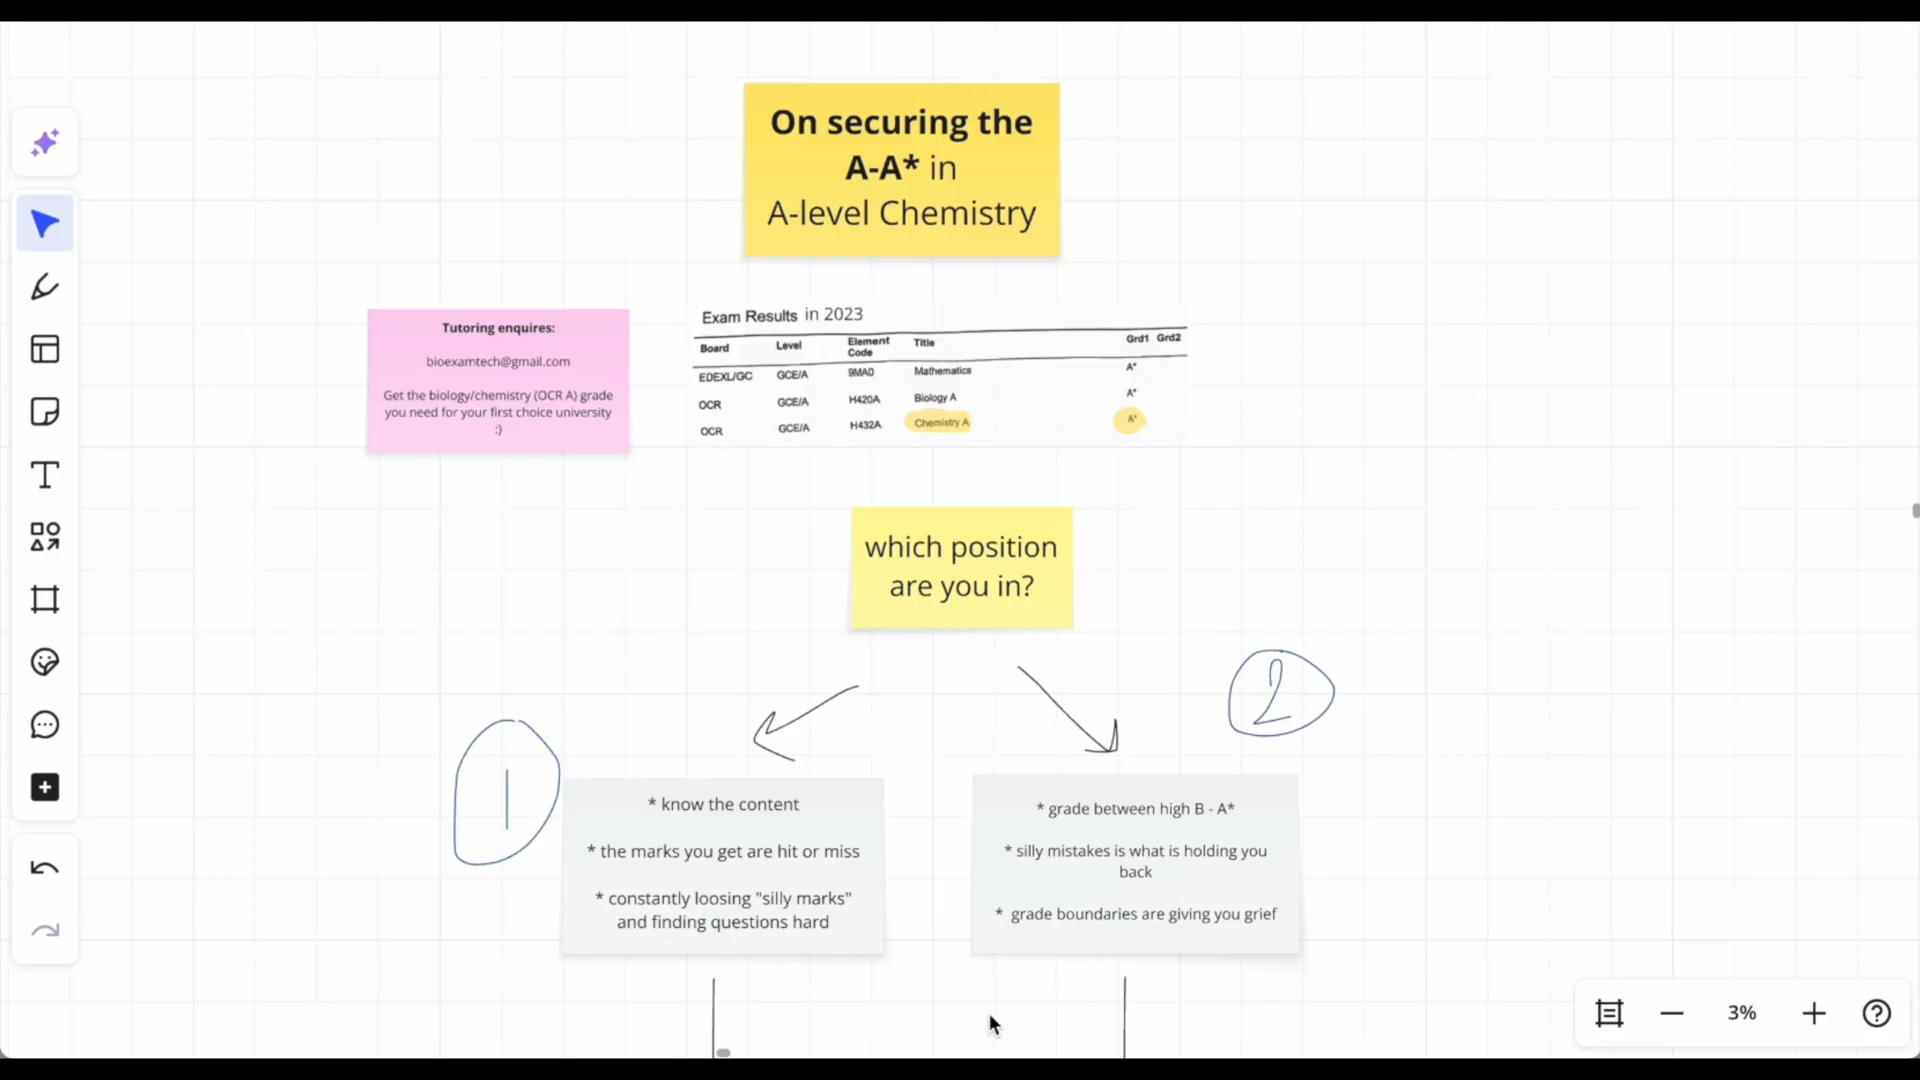 On securing the
A-A* in
A-level Chemistry
Tutoring enquires:
bioexamtech@gmail.com
Get the biology/chemistry (OCR A) grade
you need for your first choice university
:)
Exam Results in 2023
Board Level Element Code Title Grd1 Grd2
EDEXL/GC GCE/A 9MA0 Mathematics A*
OCR GCE/A H420A Biology A A*
OCR GCE/A H432A Chemistry A A*
which position
are you in?
1
2
* know the content
* the marks you get are hit or miss
* constantly loosing "silly marks"
and finding questions hard
* grade between high B - A*
* silly mistakes is what is holding you
back
* grade boundaries are giving you grief
3%